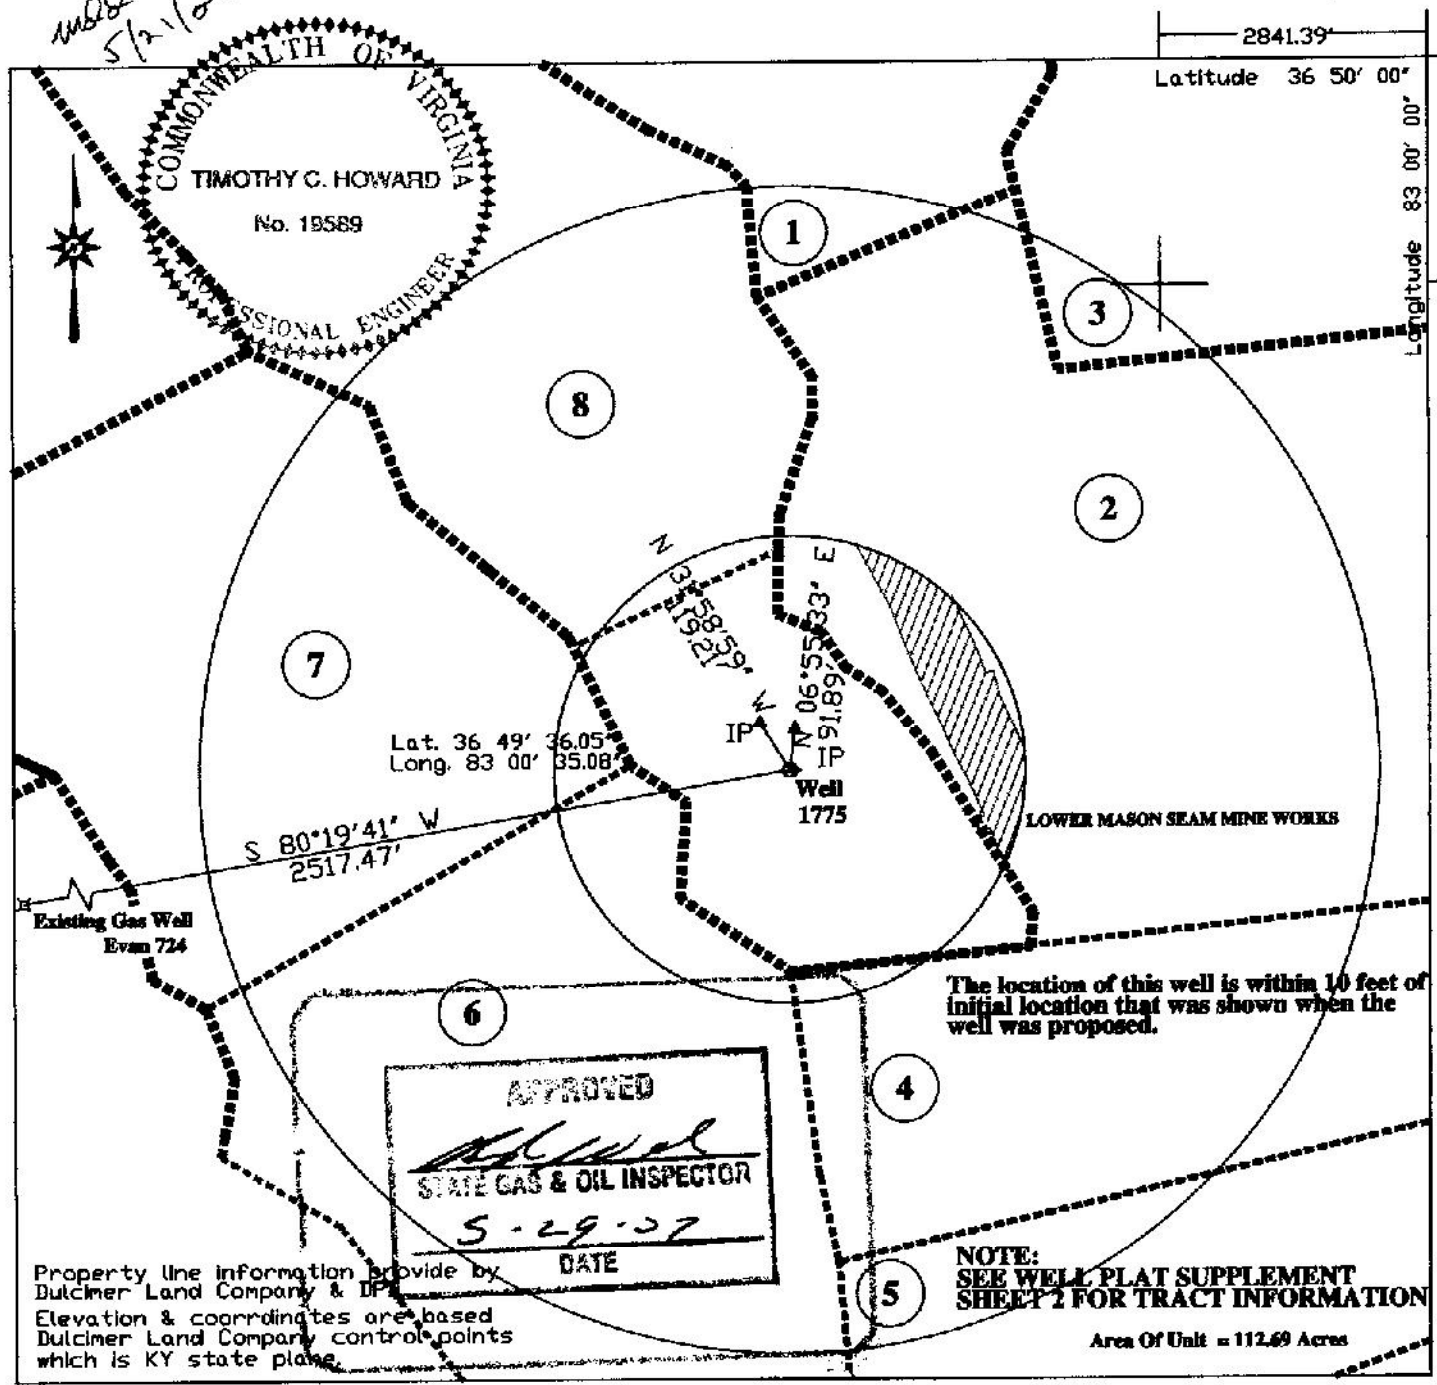 5/21/
2841.39'
Latitude 36 50' 00"
Longitude 83 00' 00"
COMMONWEALTH OF VIRGINIA
TIMOTHY C. HOWARD
No. 19589
PROFESSIONAL ENGINEER
1
3
8
2
7
N 58'59" W
119.21'
N 06°55'33" E
91.89'
IP
IP
Lat. 36 49' 36.05"
Long. 83 00' 35.08"
Well
1775
LOWER MASON SEAM MINE WORKS
S 80°19'41" W
2517.47'
Existing Gas Well
Evan 724
The location of this well is within 10 feet of
initial location that was shown when the
well was proposed.
6
4
APPROVED
STATE GAS & OIL INSPECTOR
5-29-07
DATE
5
Property line information provide by
Dulcimer Land Company &
Elevation & coorrdinates are based
Dulcimer Land Company control points
which is KY state plane.
NOTE:
SEE WELL PLAT SUPPLEMENT
SHEET 2 FOR TRACT INFORMATION
Area Of Unit = 112.69 Acres